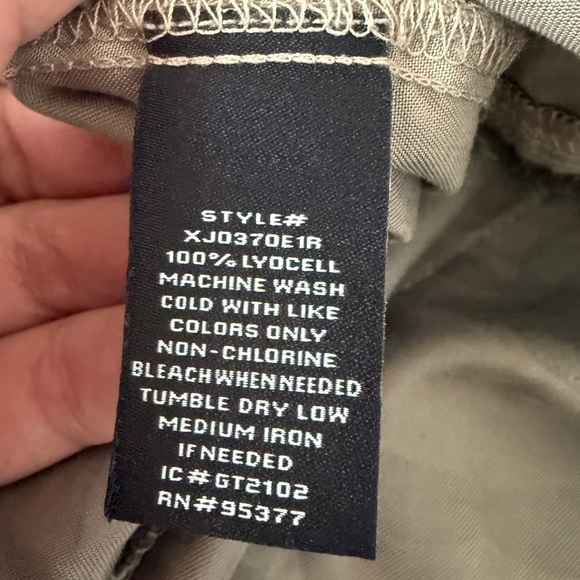 STYLE#
XJ0370E1R
100% LYOCELL
MACHINE WASH
COLD WITH LIKE
COLORS ONLY
NON-CHLORINE
BLEACH WHEN NEEDED
TUMBLE DRY LOW
MEDIUM IRON
IF NEEDED
IC#GT2102
RN#95377